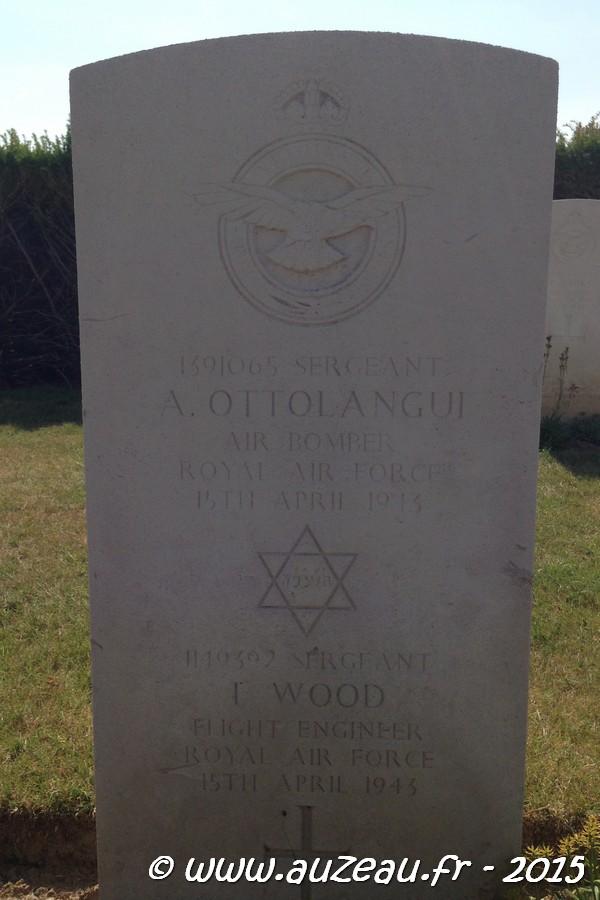 1391065 SERGEANT
A. OTTOLANGUI
AIR BOMBER
ROYAL AIR FORCE
15TH APRIL 1943
1149392 SERGEANT
T WOOD
FLIGHT ENGINEER
ROYAL AIR FORCE
15TH APRIL 1943
© www.auzeau.fr - 2015